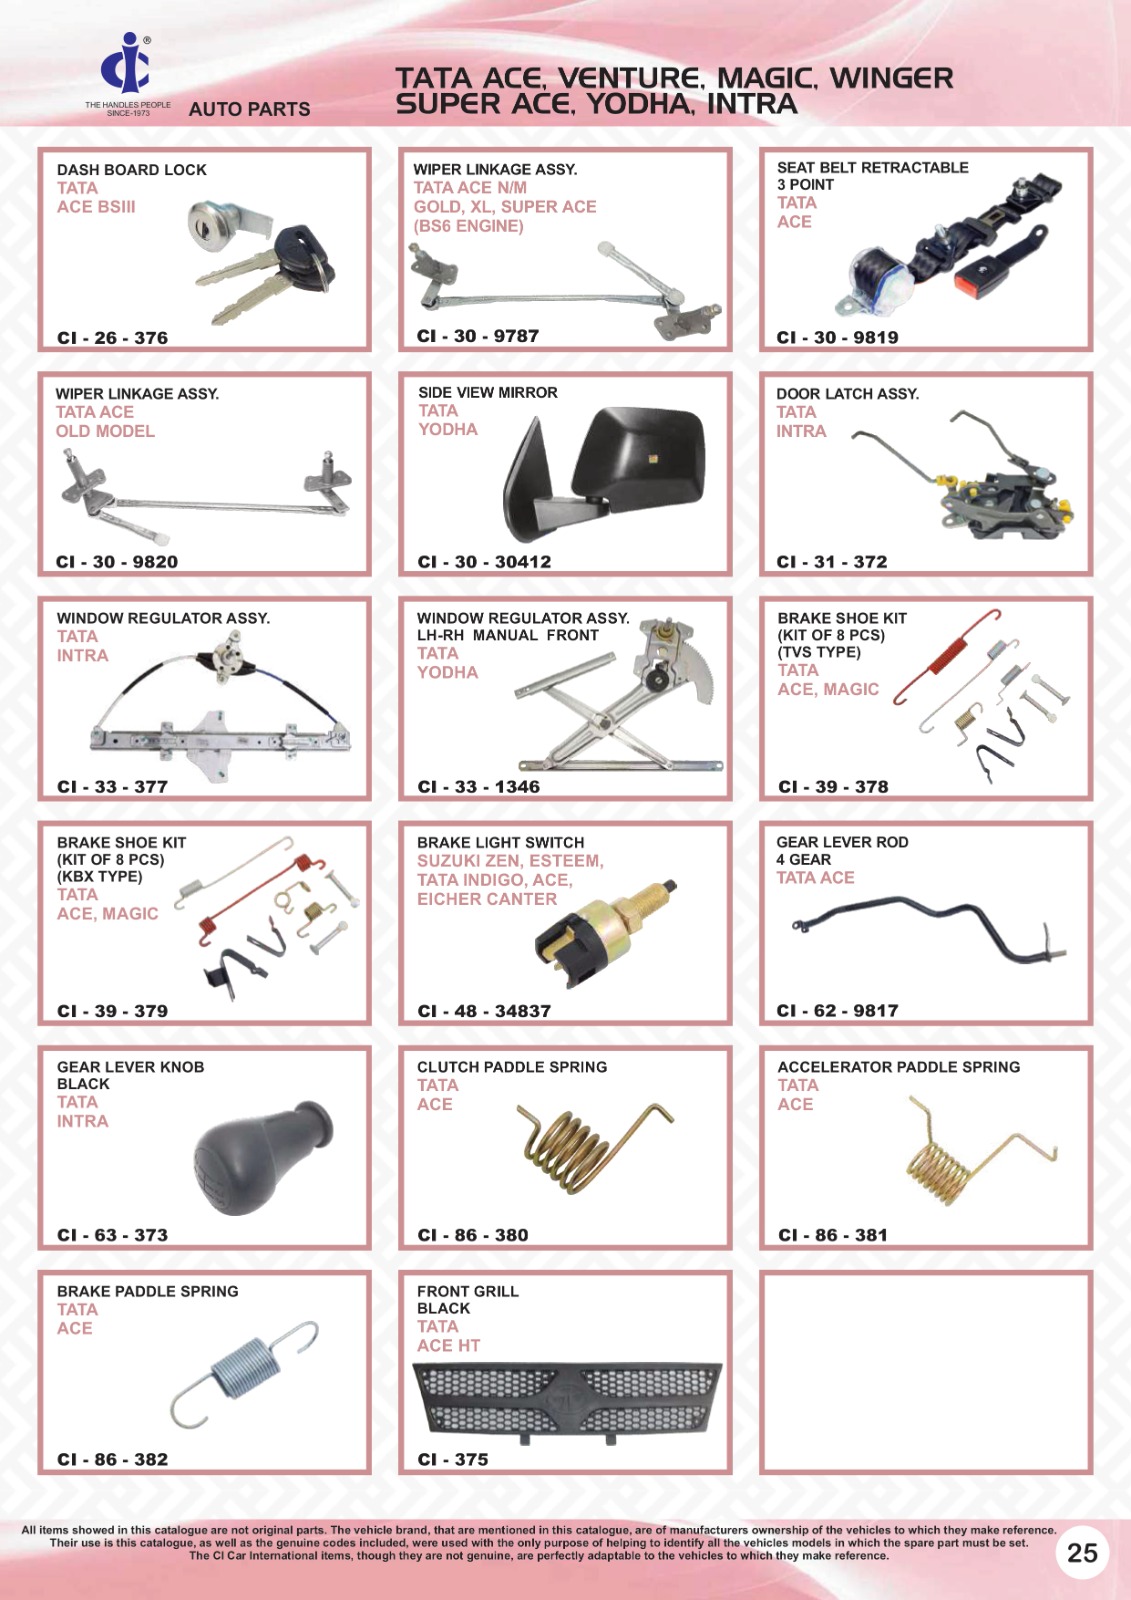 ®
THE HANDLES PEOPLE
SINCE-1973
AUTO PARTS
TATA ACE, VENTURE, MAGIC, WINGER
SUPER ACE, YODHA, INTRA
DASH BOARD LOCK
TATA
ACE BSIII
CI - 26 - 376
WIPER LINKAGE ASSY.
TATA ACE N/M
GOLD, XL, SUPER ACE
(BS6 ENGINE)
CI - 30 - 9787
SEAT BELT RETRACTABLE
3 POINT
TATA
ACE
CI - 30 - 9819
WIPER LINKAGE ASSY.
TATA ACE
OLD MODEL
CI - 30 - 9820
SIDE VIEW MIRROR
TATA
YODHA
CI - 30 - 30412
DOOR LATCH ASSY.
TATA
INTRA
CI - 31 - 372
WINDOW REGULATOR ASSY.
TATA
INTRA
CI - 33 - 377
WINDOW REGULATOR ASSY.
LH-RH MANUAL FRONT
TATA
YODHA
CI - 33 - 1346
BRAKE SHOE KIT
(KIT OF 8 PCS)
(TVS TYPE)
TATA
ACE, MAGIC
CI - 39 - 378
BRAKE SHOE KIT
(KIT OF 8 PCS)
(KBX TYPE)
TATA
ACE, MAGIC
CI - 39 - 379
BRAKE LIGHT SWITCH
SUZUKI ZEN, ESTEEM,
TATA INDIGO, ACE,
EICHER CANTER
CI - 48 - 34837
GEAR LEVER ROD
4 GEAR
TATA ACE
CI - 62 - 9817
GEAR LEVER KNOB
BLACK
TATA
INTRA
CI - 63 - 373
CLUTCH PADDLE SPRING
TATA
ACE
CI - 86 - 380
ACCELERATOR PADDLE SPRING
TATA
ACE
CI - 86 - 381
BRAKE PADDLE SPRING
TATA
ACE
CI - 86 - 382
FRONT GRILL
BLACK
TATA
ACE HT
CI - 375
All items showed in this catalogue are not original parts. The vehicle brand, that are mentioned in this catalogue, are of manufacturers ownership of the vehicles to which they make reference.
Their use is this catalogue, as well as the genuine codes included, were used with the only purpose of helping to identify all the vehicles models in which the spare part must be set.
The CI Car International items, though they are not genuine, are perfectly adaptable to the vehicles to which they make reference.
25